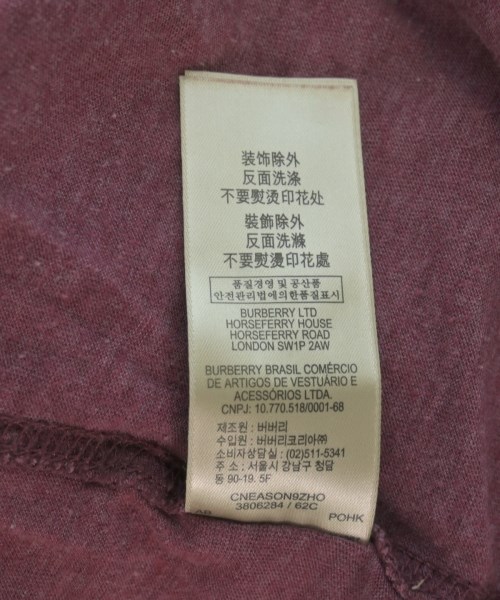 装饰除外
反面洗涤
不要熨烫印花处
裝飾除外
反面洗滌
不要熨燙印花處
품질경영 및 공산품
안전관리법에의한품질표시
BURBERRY LTD
HORSEFERRY HOUSE
HORSEFERRY ROAD
LONDON SW1P 2AW
BURBERRY BRASIL COMÉRCIO
DE ARTIGOS DE VESTUÁRIO E
ACESSÓRIOS LTDA.
CNPJ: 10.770.518/0001-68
제조원 : 버버리
수입원 : 버버리코리아㈜
소비자상담실 : (02)511-5341
주 소 : 서울시 강남구 청담
동 90-19. 5F
CNEASON9ZHO
3806284 / 62C
POHK